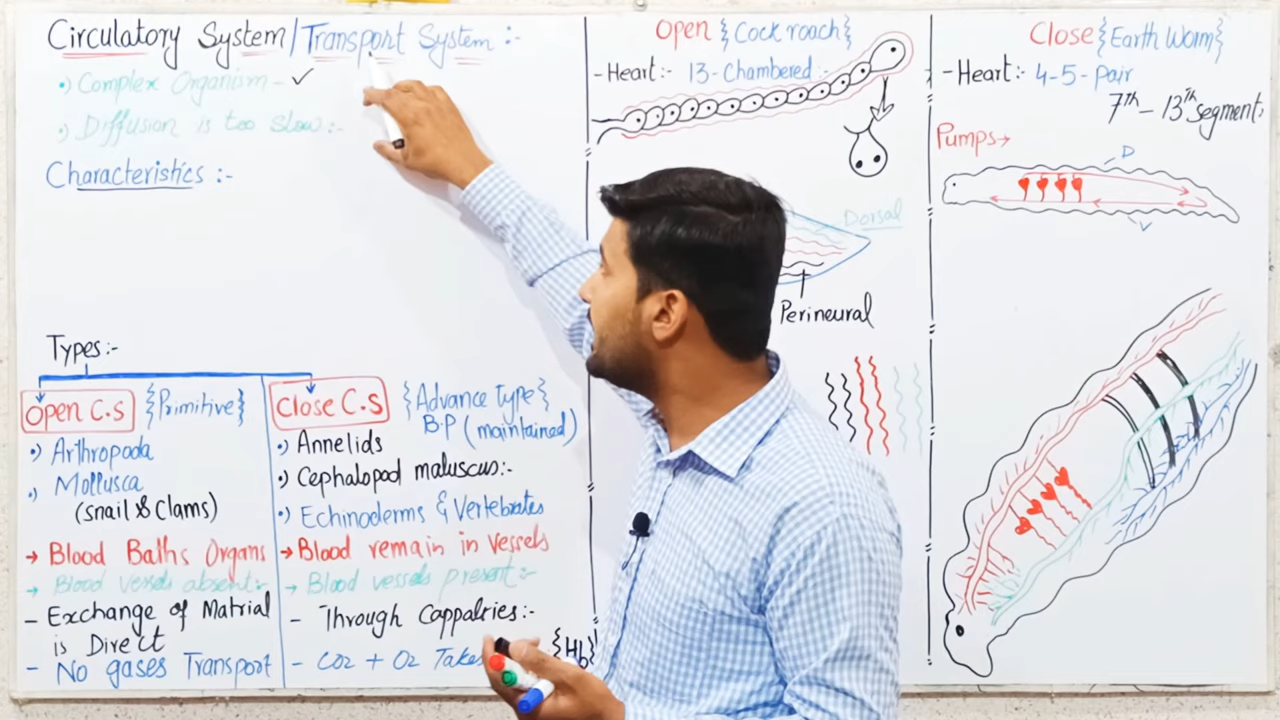 Circulatory System/Transport System :-
•) Complex Organism - ✓
•) Diffusion is too Slow:-
Characteristics :-
Types:-
Open C.S {Primitive}
•) Arthropoda
•) Mollusca
(snail & Clams)
→ Blood Baths Organs
→ Blood vessels absent:-
- Exchange of Matrial
is Direct
- No gases Transport
Close C.S {Advance type}
B.P (maintained)
•) Annelids
•) Cephalopod maluscus:-
•) Echinoderms & Vertebrates
→ Blood remain in vessels
→ Blood vessels present:-
- Through Cappalries:-
- CO2 + O2 Takes
{Hb}
Open {Cockroach}
- Heart:- 13-Chambered:-
Dorsal
Perineural
Close {Earth Worm}
- Heart:- 4-5-Pair
7th - 13th segment
Pumps→
D
V